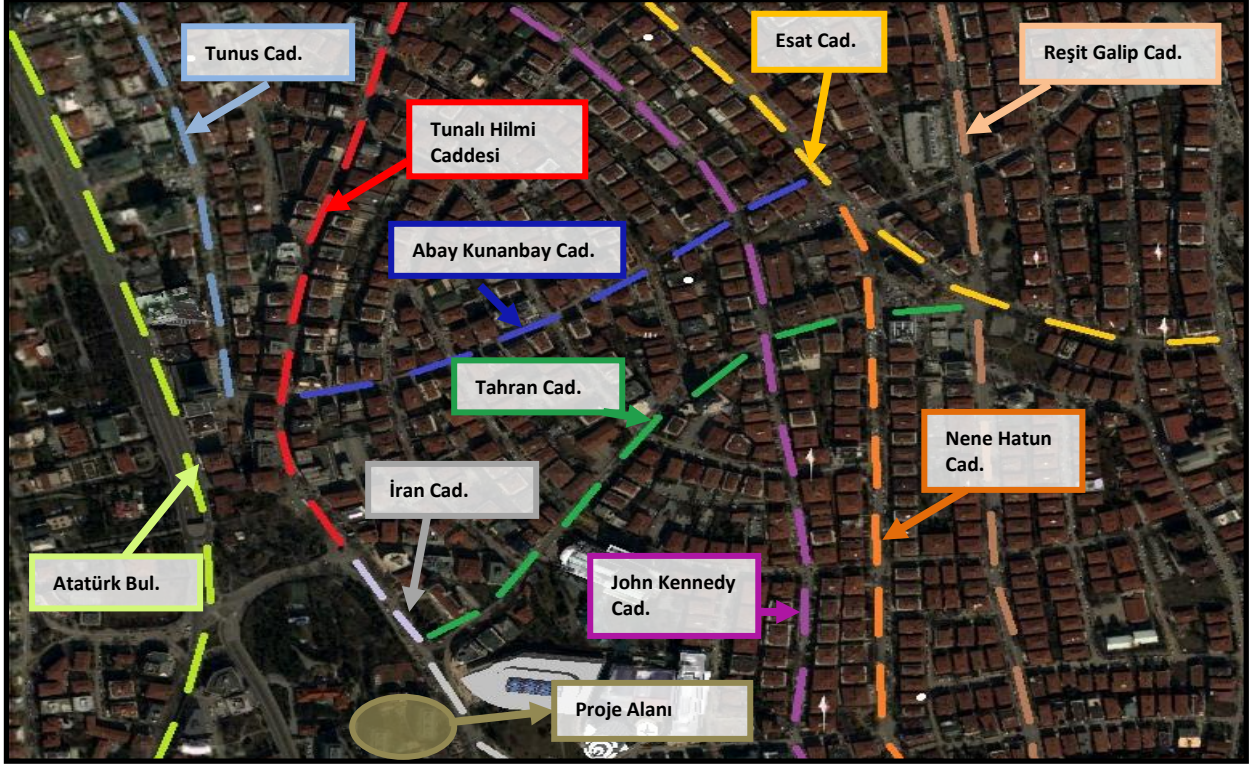 Tunus Cad.
Esat Cad.
Reşit Galip Cad.
Tunalı Hilmi
Caddesi
Abay Kunanbay Cad.
Tahran Cad.
Nene Hatun
Cad.
İran Cad.
Atatürk Bul.
John Kennedy
Cad.
Proje Alanı